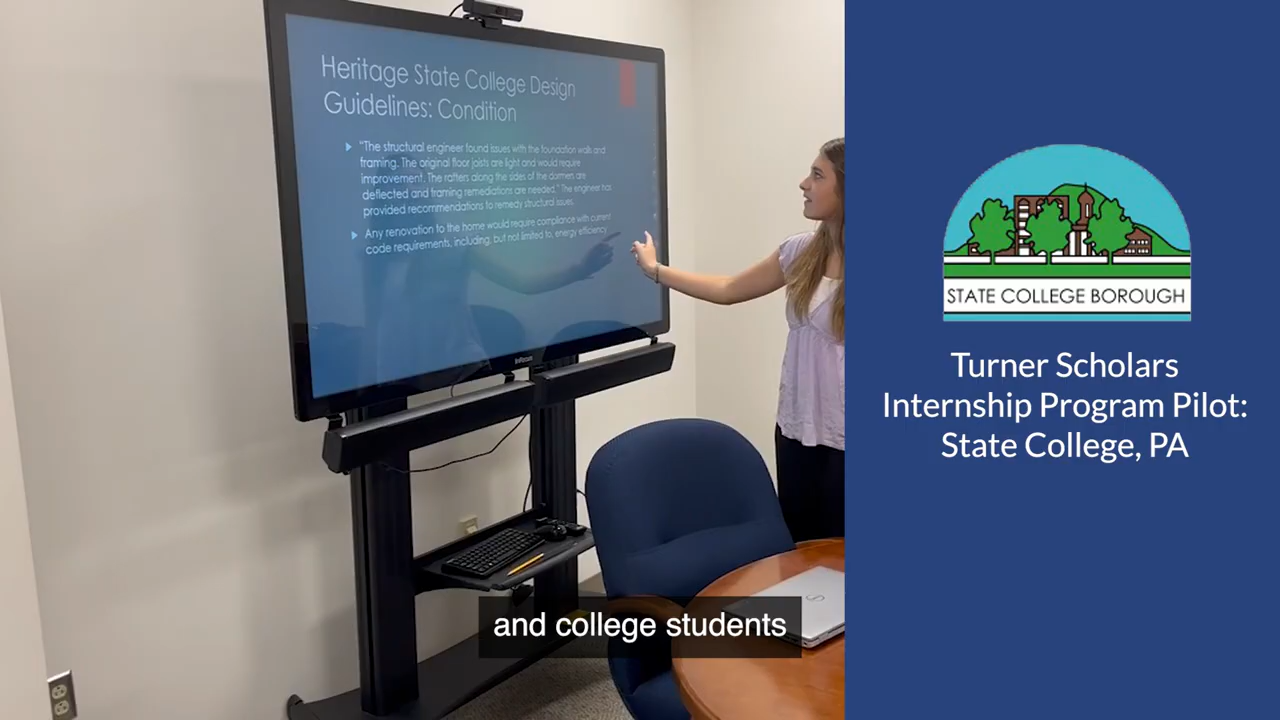 Heritage State College Design
Guidelines: Condition
"The structural engineer found issues with the foundation walls and
framing. The original floor joists are light and would require
improvement. The rafters along the sides of the dormers are
deflected and framing remediations are needed." The engineer has
provided recommendations to remedy structural issues.
Any renovation to the home would require compliance with current
code requirements, including, but not limited to, energy efficiency
InFocus
STATE COLLEGE BOROUGH
Turner Scholars
Internship Program Pilot:
State College, PA
and college students